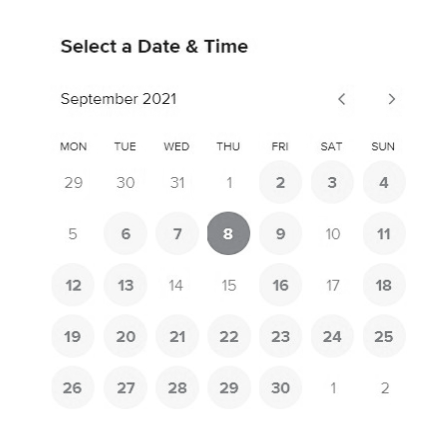 Select a Date & Time
September 2021
MON TUE WED THU FRI SAT SUN
29 30 31 1 2 3 4
5 6 7 8 9 10 11
12 13 14 15 16 17 18
19 20 21 22 23 24 25
26 27 28 29 30 1 2